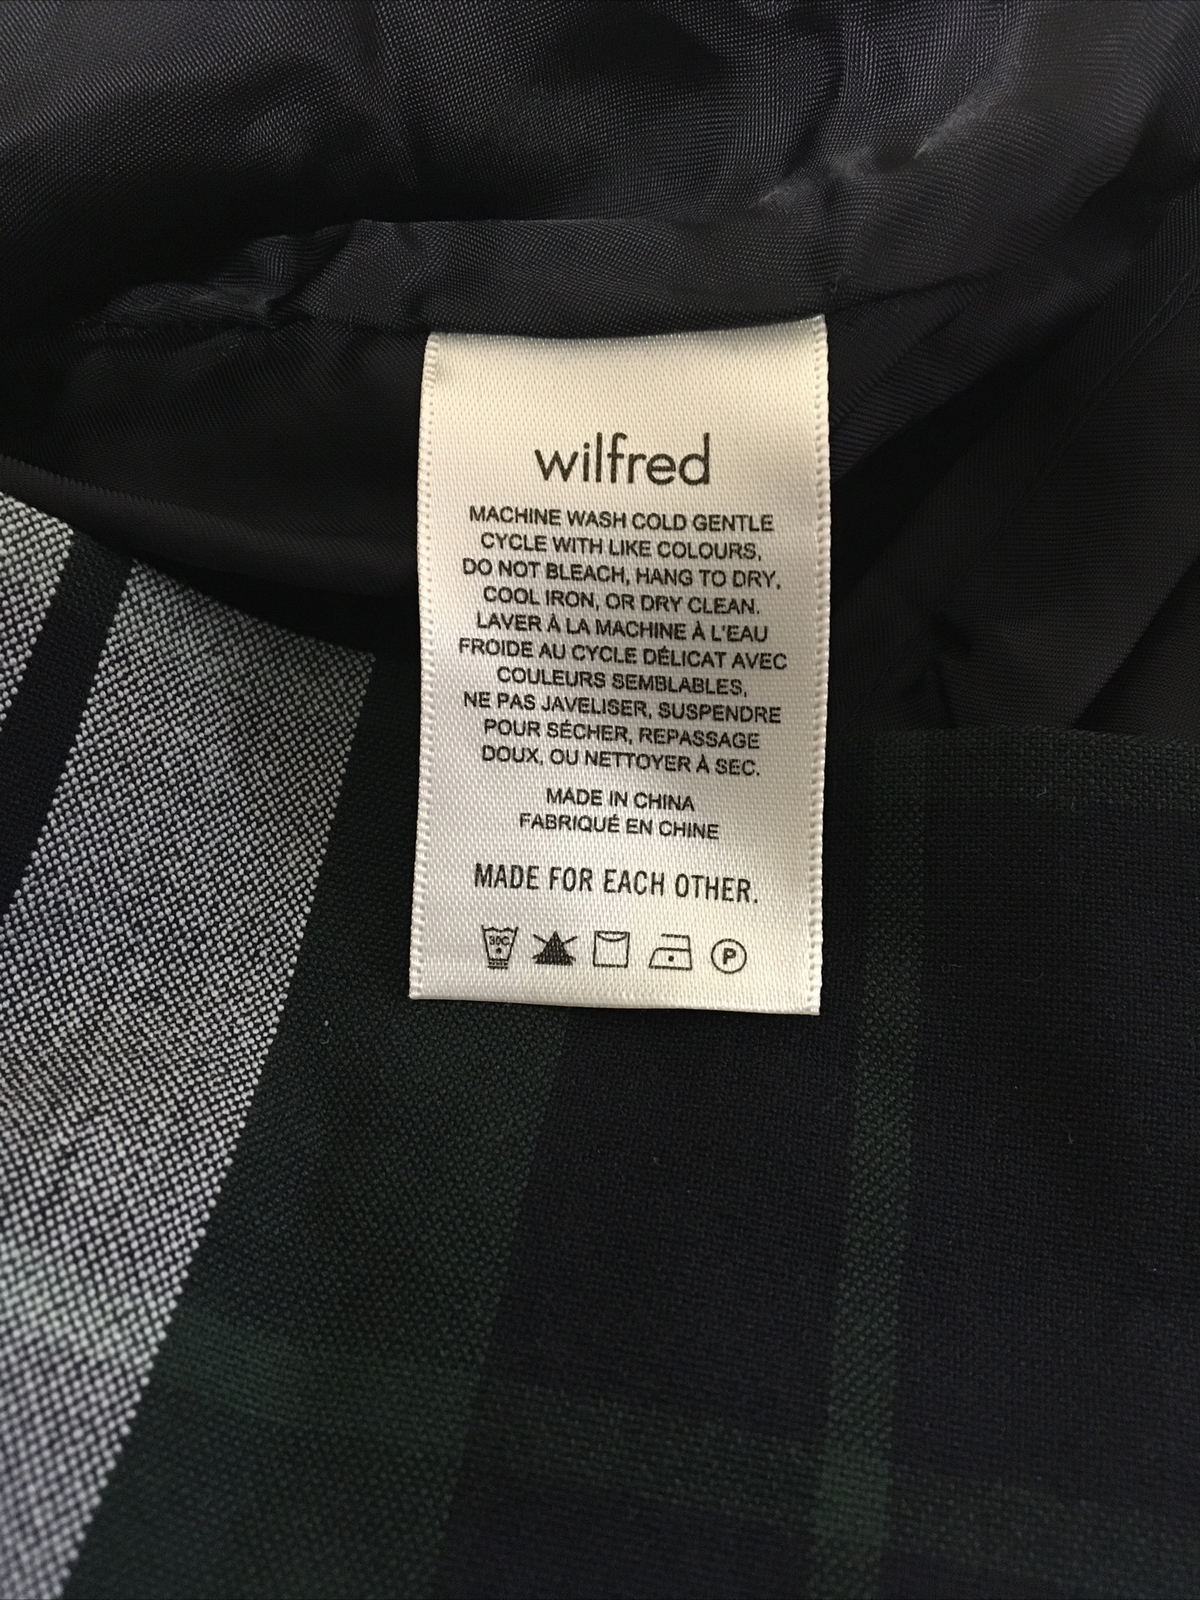 wilfred
MACHINE WASH COLD GENTLE
CYCLE WITH LIKE COLOURS,
DO NOT BLEACH, HANG TO DRY,
COOL IRON, OR DRY CLEAN.
LAVER À LA MACHINE À L'EAU
FROIDE AU CYCLE DÉLICAT AVEC
COULEURS SEMBLABLES,
NE PAS JAVELISER, SUSPENDRE
POUR SÉCHER, REPASSAGE
DOUX, OU NETTOYER À SEC.
MADE IN CHINA
FABRIQUÉ EN CHINE
MADE FOR EACH OTHER.
30C P